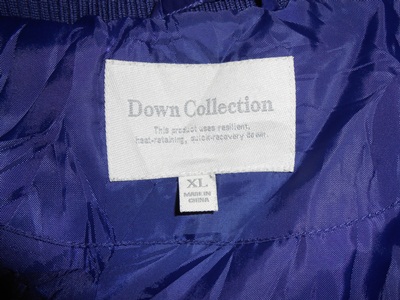 Down Collection
This product uses resilient,
heat-retaining, quick-recovery down.
XL
MADE IN
CHINA